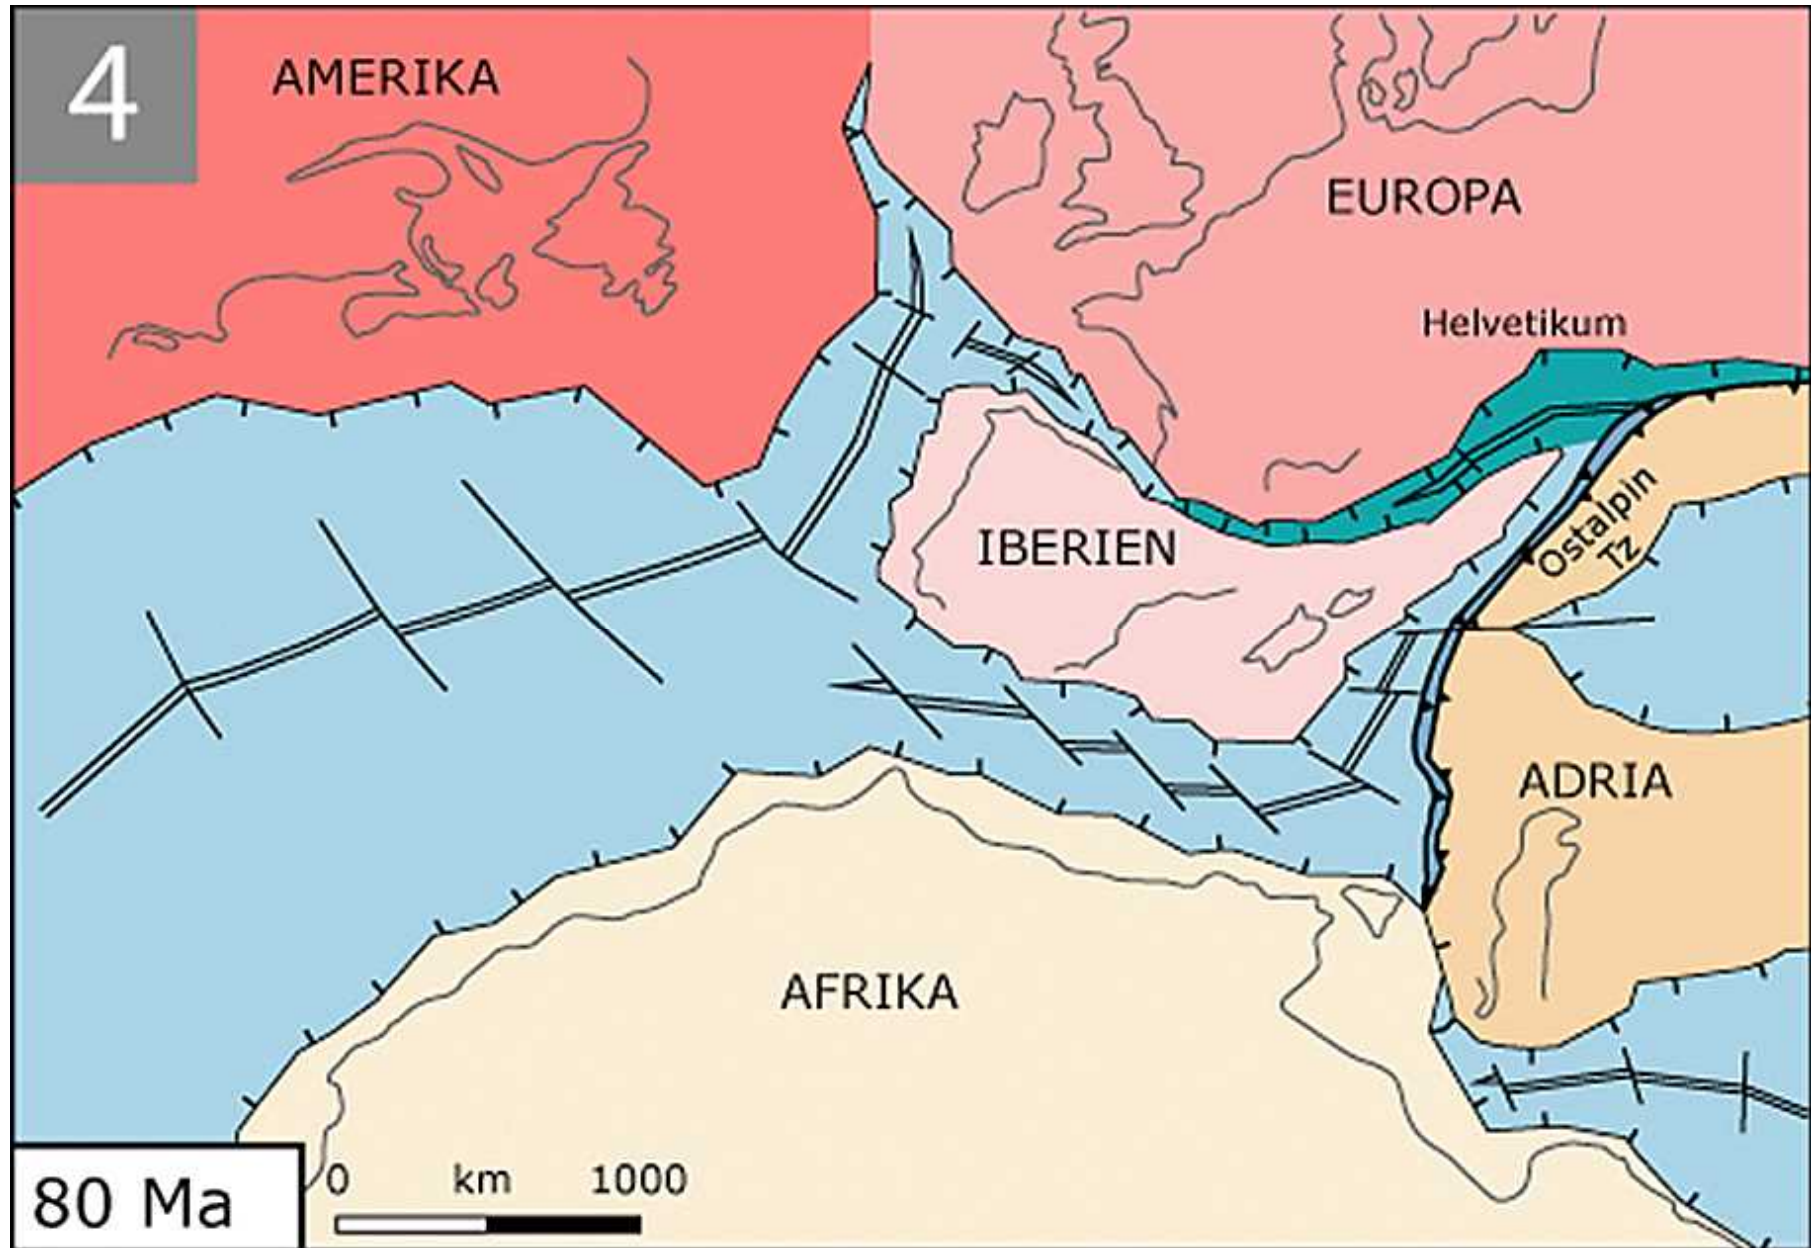 4
AMERIKA
EUROPA
Helvetikum
IBERIEN
Ostalpin
Tz
ADRIA
AFRIKA
80 Ma
0 km 1000